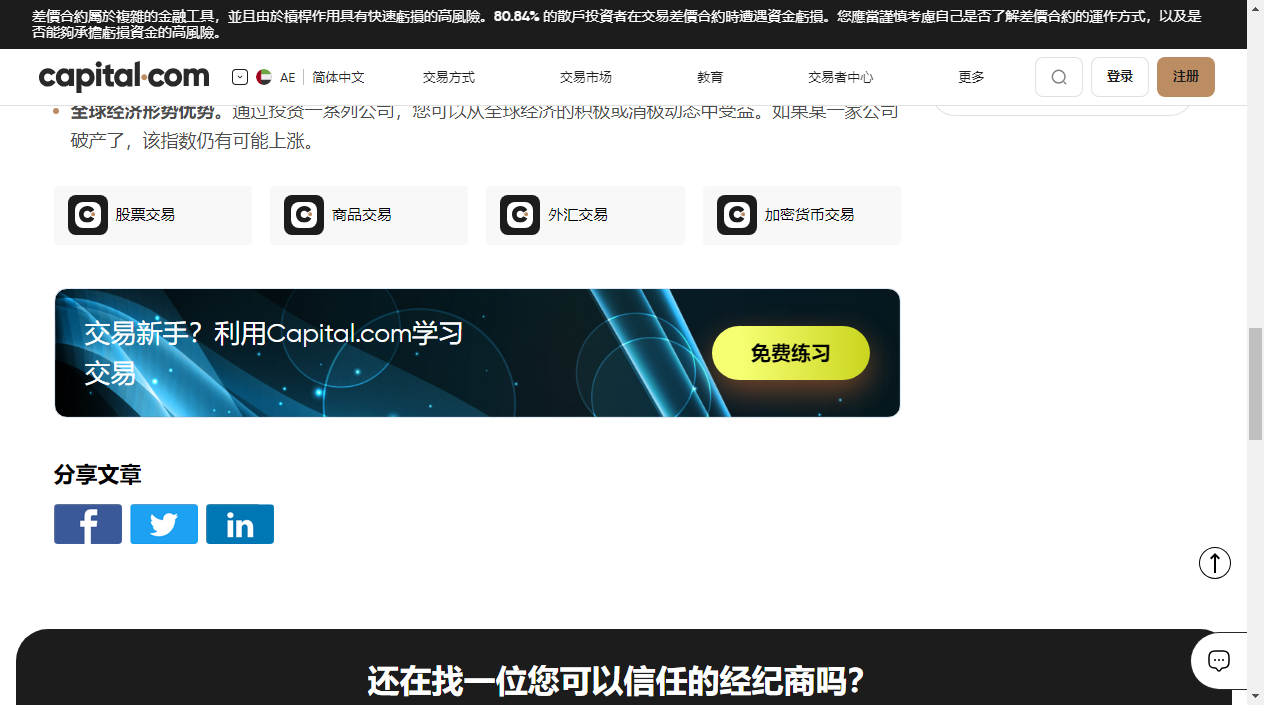 差價合約屬於複雜的金融工具，並且由於槓桿作用具有快速虧損的高風險。80.84% 的散戶投資者在交易差價合約時遭遇資金虧損。您應當謹慎考慮自己是否了解差價合約的運作方式，以及是
否能夠承擔虧損資金的高風險。
capital.com AE 简体中文 交易方式 交易市场 教育 交易者中心 更多 登录 注册
全球经济形势优势。通过投资一系列公司，您可以从全球经济的积极或消极动态中受益。如果某一家公司
破产了，该指数仍有可能上涨。
股票交易 商品交易 外汇交易 加密货币交易
交易新手？利用Capital.com学习
交易
免费练习
分享文章
还在找一位您可以信任的经纪商吗？